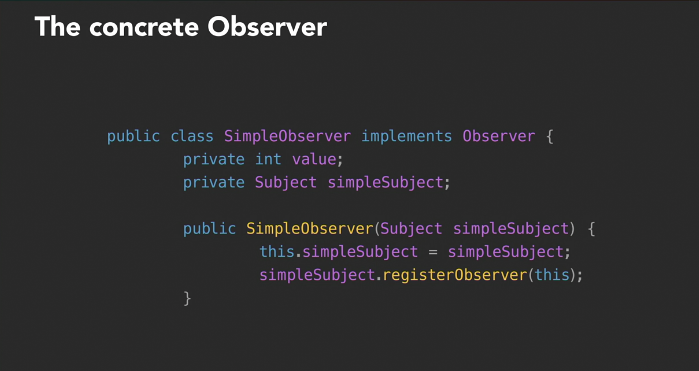 The concrete Observer
public class SimpleObserver implements Observer {
private int value;
private Subject simpleSubject;
public SimpleObserver(Subject simpleSubject) {
this.simpleSubject = simpleSubject;
simpleSubject.registerObserver(this);
}